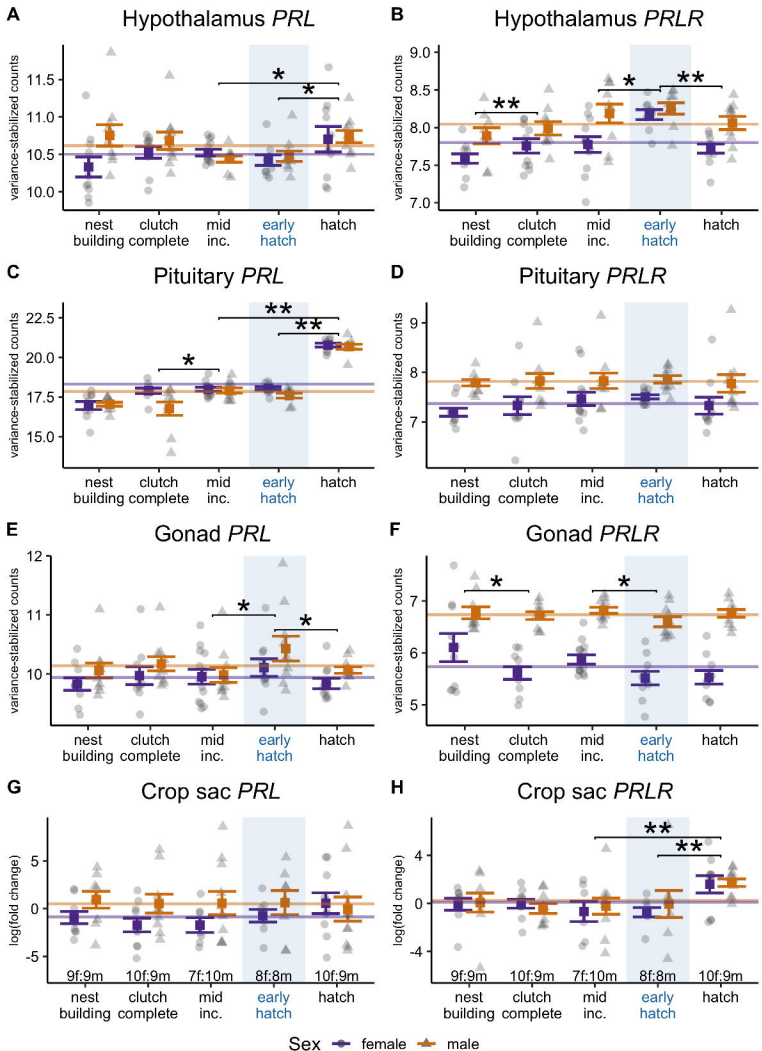 A Hypothalamus PRL
variance-stabilized counts
11.5
11.0
10.5
10.0
*
*
nest building
clutch complete
mid inc.
early hatch
hatch
B Hypothalamus PRLR
variance-stabilized counts
9.0
8.5
8.0
7.5
7.0
**
*
**
nest building
clutch complete
mid inc.
early hatch
hatch
C Pituitary PRL
variance-stabilized counts
22.5
20.0
17.5
15.0
**
**
*
nest building
clutch complete
mid inc.
early hatch
hatch
D Pituitary PRLR
variance-stabilized counts
9
8
7
nest building
clutch complete
mid inc.
early hatch
hatch
E Gonad PRL
variance-stabilized counts
12
11
10
*
*
nest building
clutch complete
mid inc.
early hatch
hatch
F Gonad PRLR
variance-stabilized counts
7
6
5
*
*
nest building
clutch complete
mid inc.
early hatch
hatch
G Crop sac PRL
log(fold change)
5
0
-5
9f:9m 10f:9m 7f:10m 8f:8m 10f:9m
nest building
clutch complete
mid inc.
early hatch
hatch
H Crop sac PRLR
log(fold change)
4
0
-4
**
**
9f:9m 10f:9m 7f:10m 8f:8m 10f:9m
nest building
clutch complete
mid inc.
early hatch
hatch
Sex female male